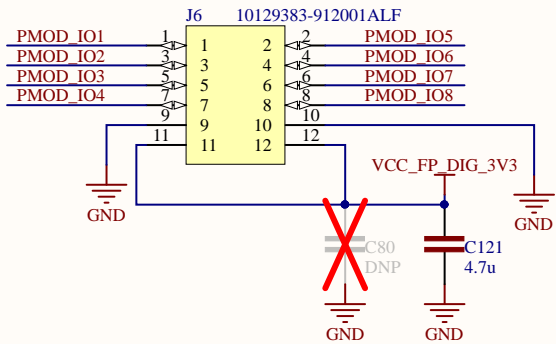 J6 10129383-912001ALF
PMOD_IO1 1 1 2 2 PMOD_IO5
PMOD_IO2 3 3 4 4 PMOD_IO6
PMOD_IO3 5 5 6 6 PMOD_IO7
PMOD_IO4 7 7 8 8 PMOD_IO8
9 9 10 10
11 11 12 12
VCC_FP_DIG_3V3
GND
GND
C80
DNP
C121
4.7u
GND
GND